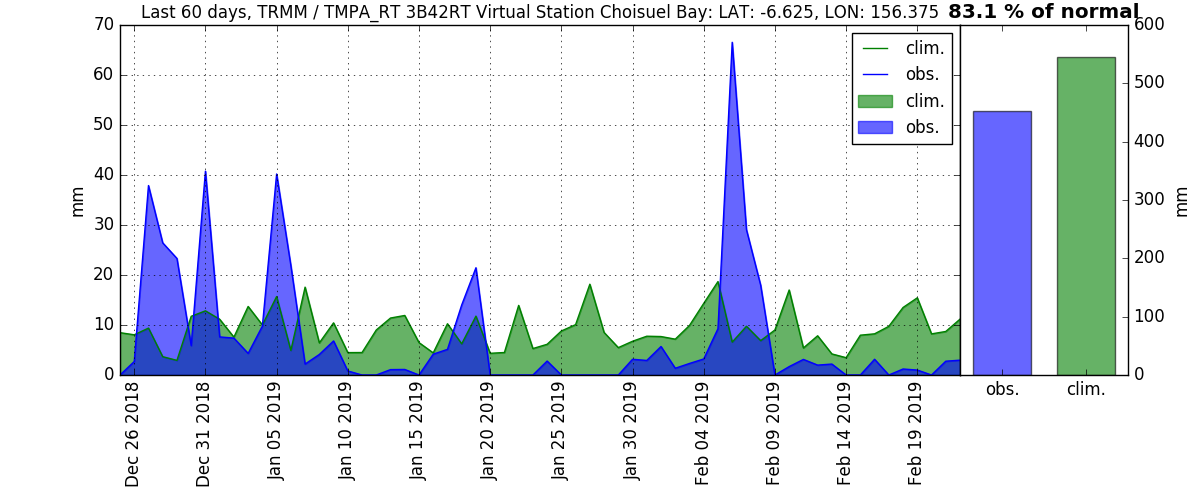 Last 60 days, TRMM / TMPA_RT 3B42RT Virtual Station Choisuel Bay: LAT: -6.625, LON: 156.375 83.1 % of normal
70
60
50
40
30
20
10
0
mm
clim.
obs.
clim.
obs.
Dec 26 2018
Dec 31 2018
Jan 05 2019
Jan 10 2019
Jan 15 2019
Jan 20 2019
Jan 25 2019
Jan 30 2019
Feb 04 2019
Feb 09 2019
Feb 14 2019
Feb 19 2019
600
500
400
300
200
100
0
mm
obs. clim.